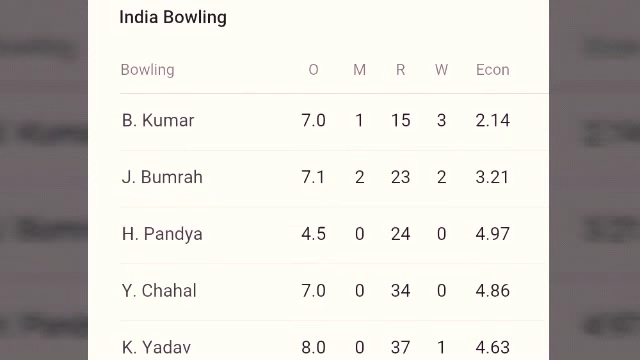 India Bowling
Bowling O M R W Econ
B. Kumar 7.0 1 15 3 2.14
J. Bumrah 7.1 2 23 2 3.21
H. Pandya 4.5 0 24 0 4.97
Y. Chahal 7.0 0 34 0 4.86
K. Yadav 8.0 0 37 1 4.63